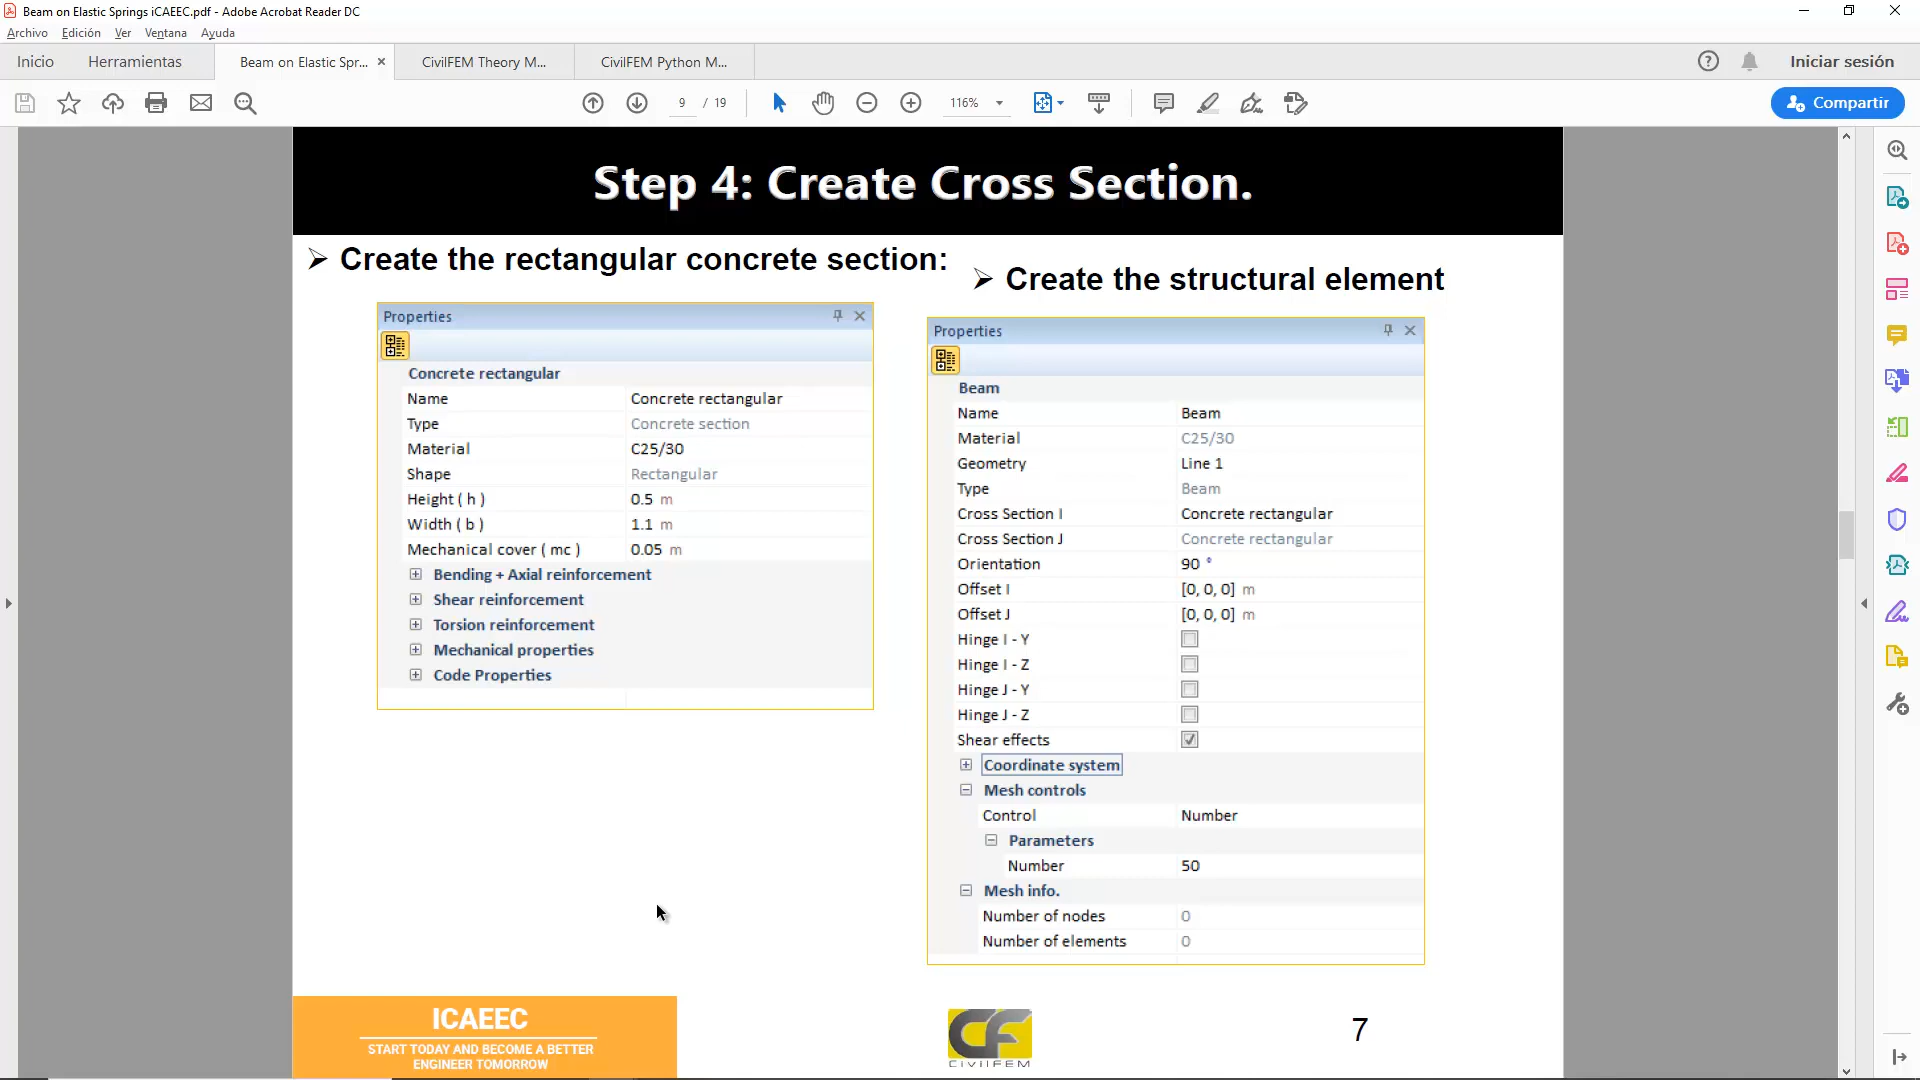 Beam on Elastic Springs iCAEEC.pdf - Adobe Acrobat Reader DC
Archivo Edición Ver Ventana Ayuda
Inicio Herramientas Beam on Elastic Spr... CivilFEM Theory M... CivilFEM Python M... Iniciar sesión
9 / 19 116% Compartir
Step 4: Create Cross Section.
Create the rectangular concrete section:
Properties
Concrete rectangular
Name Concrete rectangular
Type Concrete section
Material C25/30
Shape Rectangular
Height ( h ) 0.5 m
Width ( b ) 1.1 m
Mechanical cover ( mc ) 0.05 m
Bending + Axial reinforcement
Shear reinforcement
Torsion reinforcement
Mechanical properties
Code Properties
Create the structural element
Properties
Beam
Name Beam
Material C25/30
Geometry Line 1
Type Beam
Cross Section I Concrete rectangular
Cross Section J Concrete rectangular
Orientation 90 °
Offset I [0, 0, 0] m
Offset J [0, 0, 0] m
Hinge I - Y
Hinge I - Z
Hinge J - Y
Hinge J - Z
Shear effects
Coordinate system
Mesh controls
Control Number
Parameters
Number 50
Mesh info.
Number of nodes 0
Number of elements 0
ICAEEC
START TODAY AND BECOME A BETTER
ENGINEER TOMORROW
CF
CIVILFEM
7